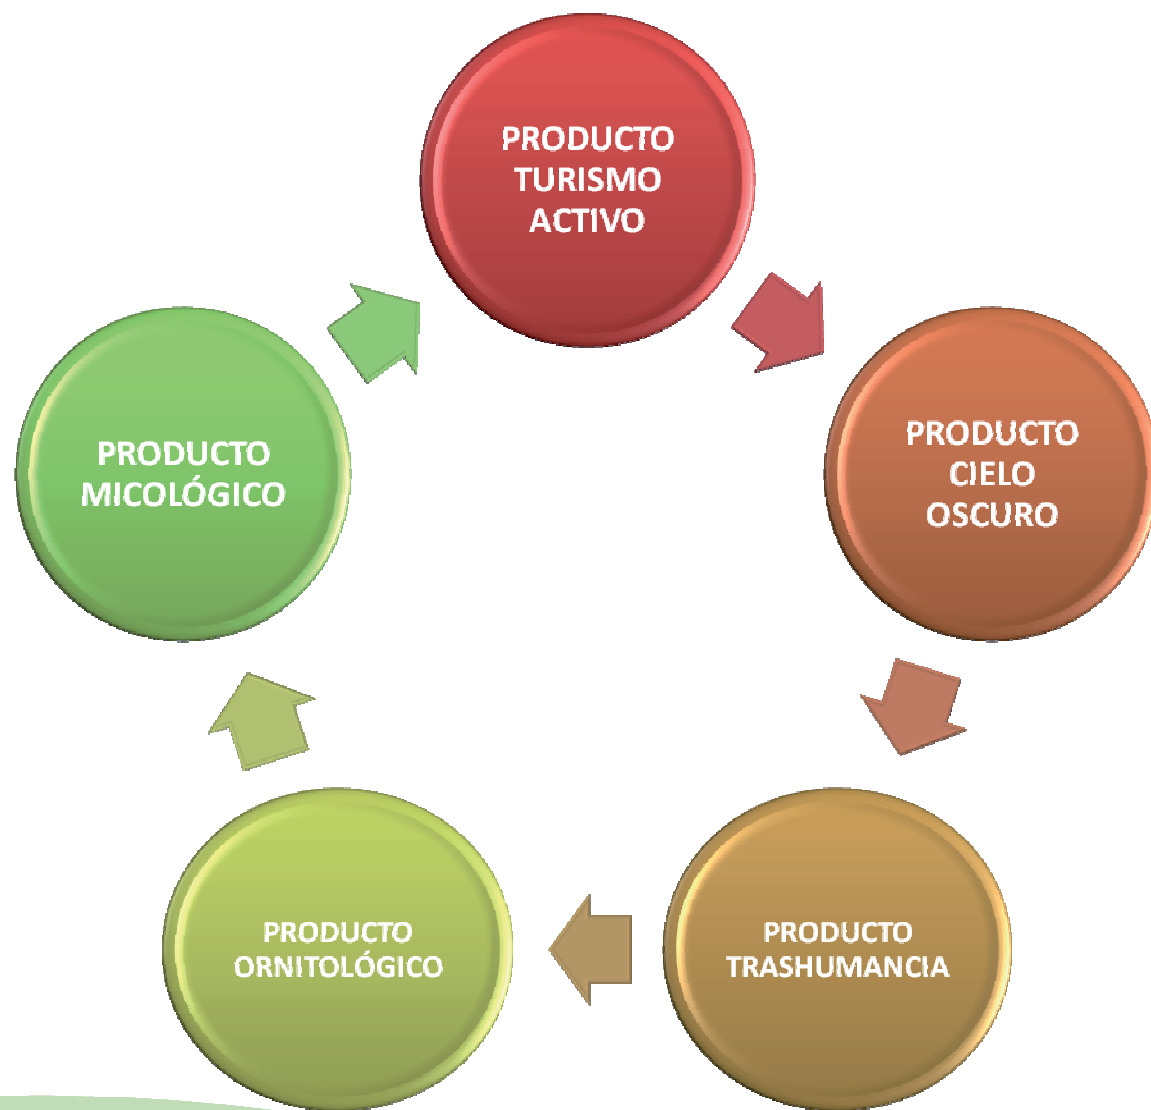 PRODUCTO
TURISMO
ACTIVO
PRODUCTO
CIELO
OSCURO
PRODUCTO
TRASHUMANCIA
PRODUCTO
ORNITOLÓGICO
PRODUCTO
MICOLÓGICO